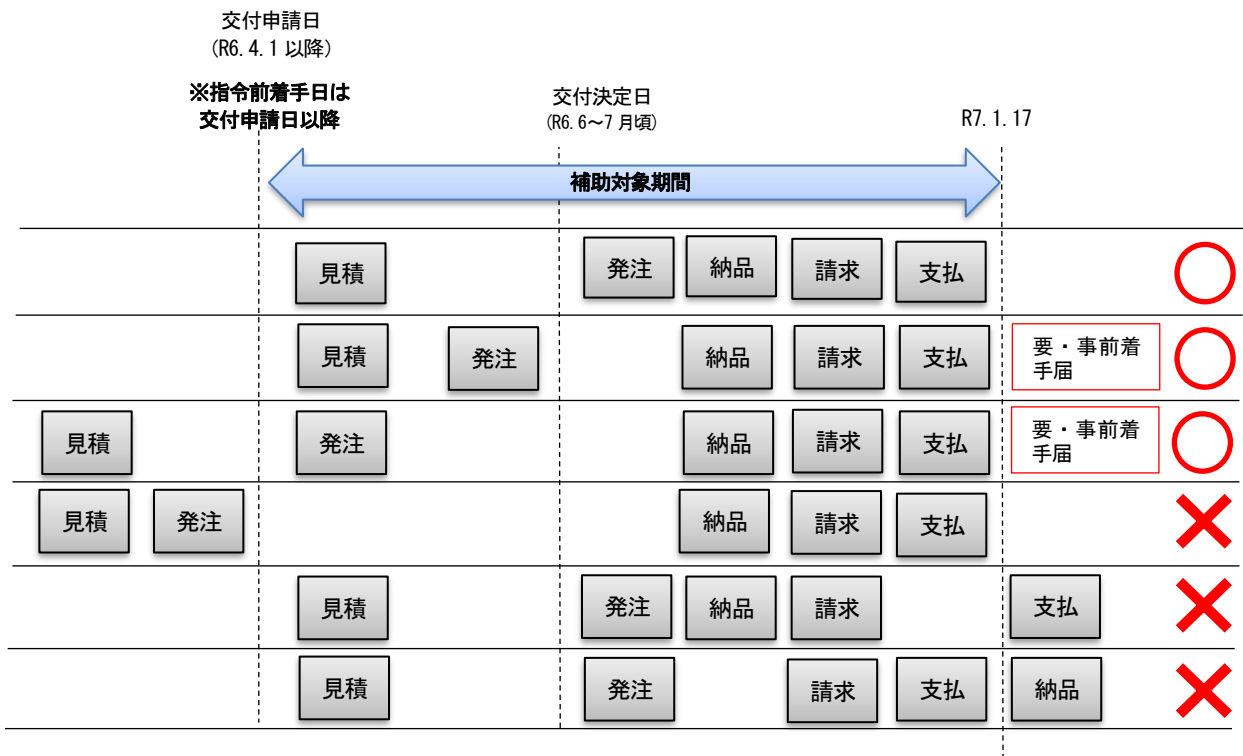 交付申請日
(R6.4.1 以降)
※指令前着手日は
交付申請日以降
交付決定日
(R6.6~7 月頃)
R7.1.17
補助対象期間
見積
発注
納品
請求
支払
見積
発注
納品
請求
支払
要・事前着
手届
見積
発注
納品
請求
支払
要・事前着
手届
見積
発注
納品
請求
支払
見積
発注
納品
請求
支払
見積
発注
請求
支払
納品